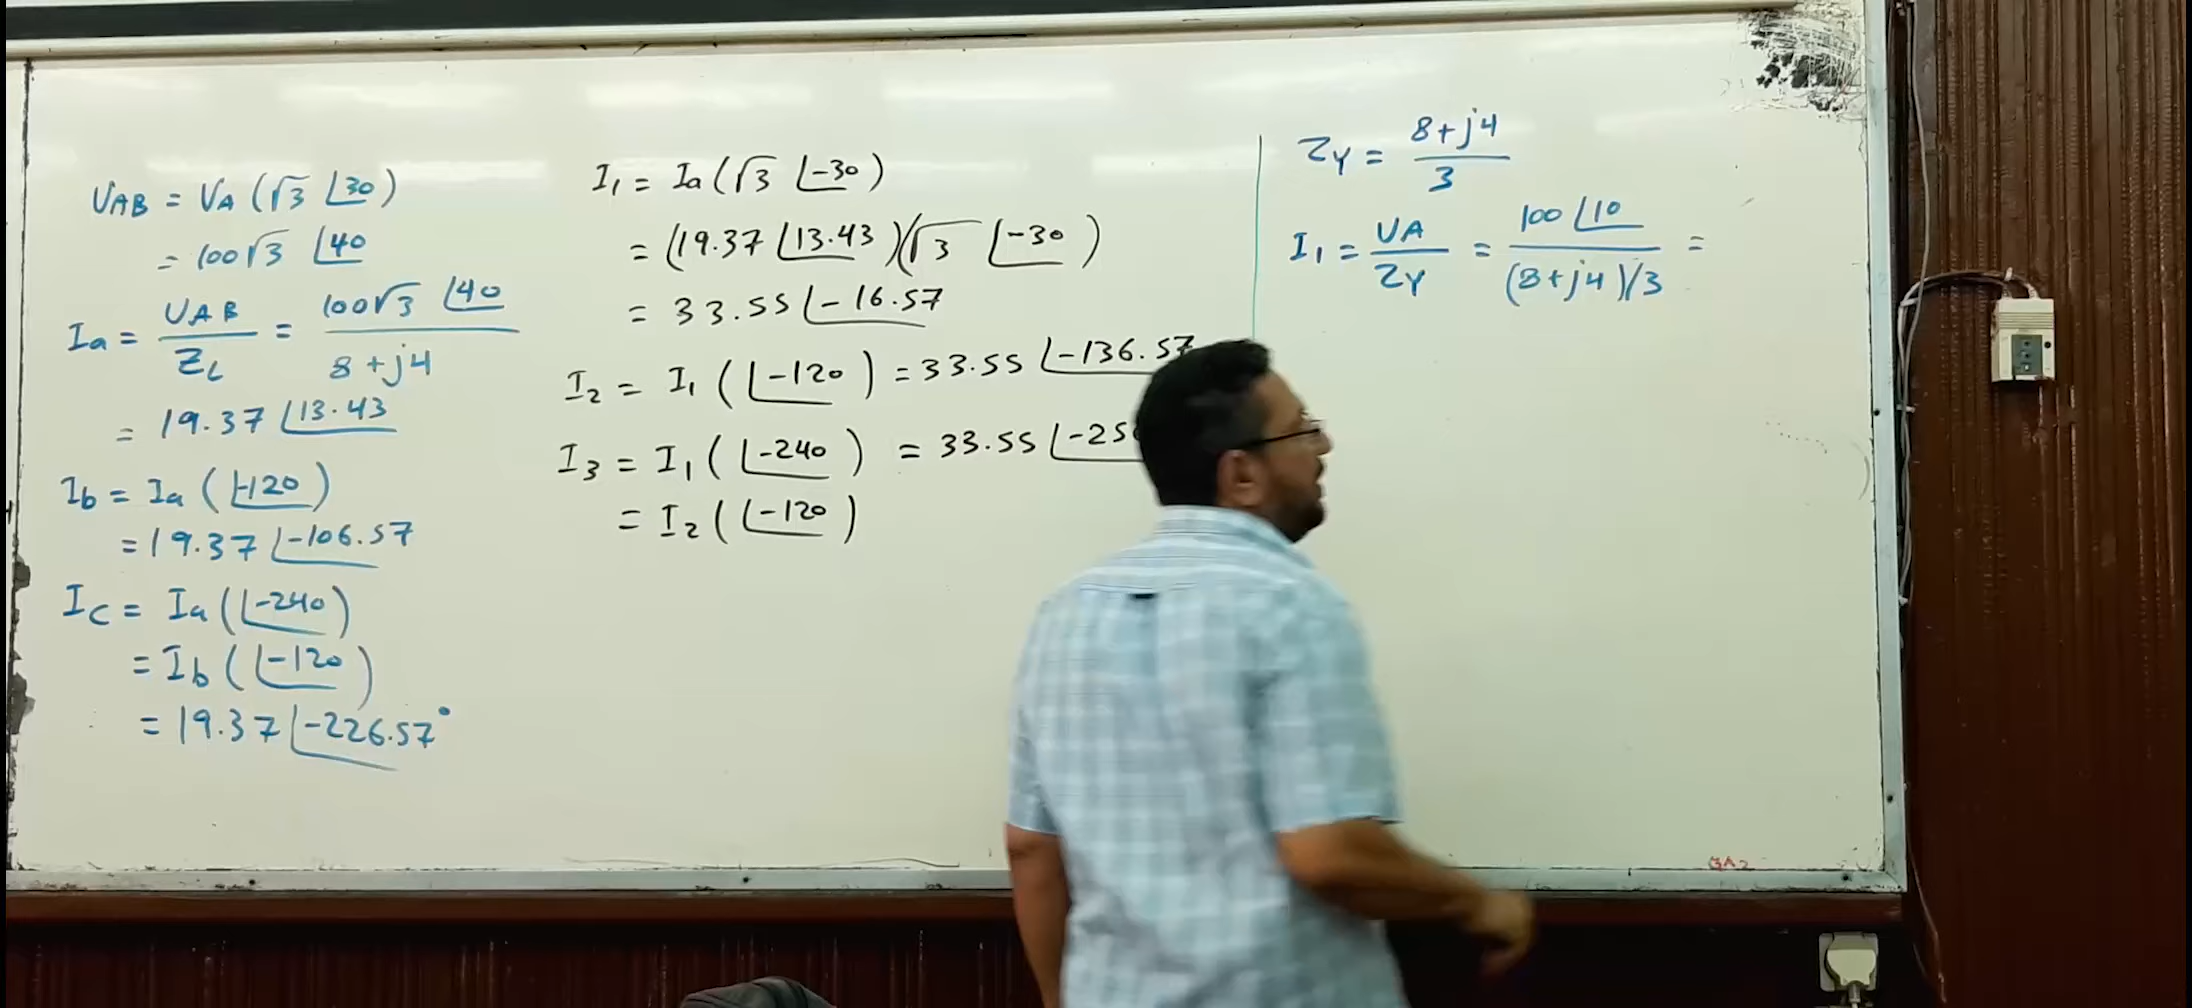 VAB = VA (√3 ∠30)
= 100√3 ∠40
Ia = VAB / ZL = 100√3 ∠40 / 8+j4
= 19.37 ∠13.43
Ib = Ia (∠-120)
= 19.37 ∠-106.57
Ic = Ia (∠-240)
= Ib (∠-120)
= 19.37 ∠-226.57°
I1 = Ia (√3 ∠-30)
= (19.37 ∠13.43)(√3 ∠-30)
= 33.55 ∠-16.57
I2 = I1 (∠-120) = 33.55 ∠-136.57
I3 = I1 (∠-240) = 33.55 ∠-25
= I2 (∠-120)
ZY = 8+j4 / 3
I1 = VA / ZY = 100 ∠10 / (8+j4)/3 =